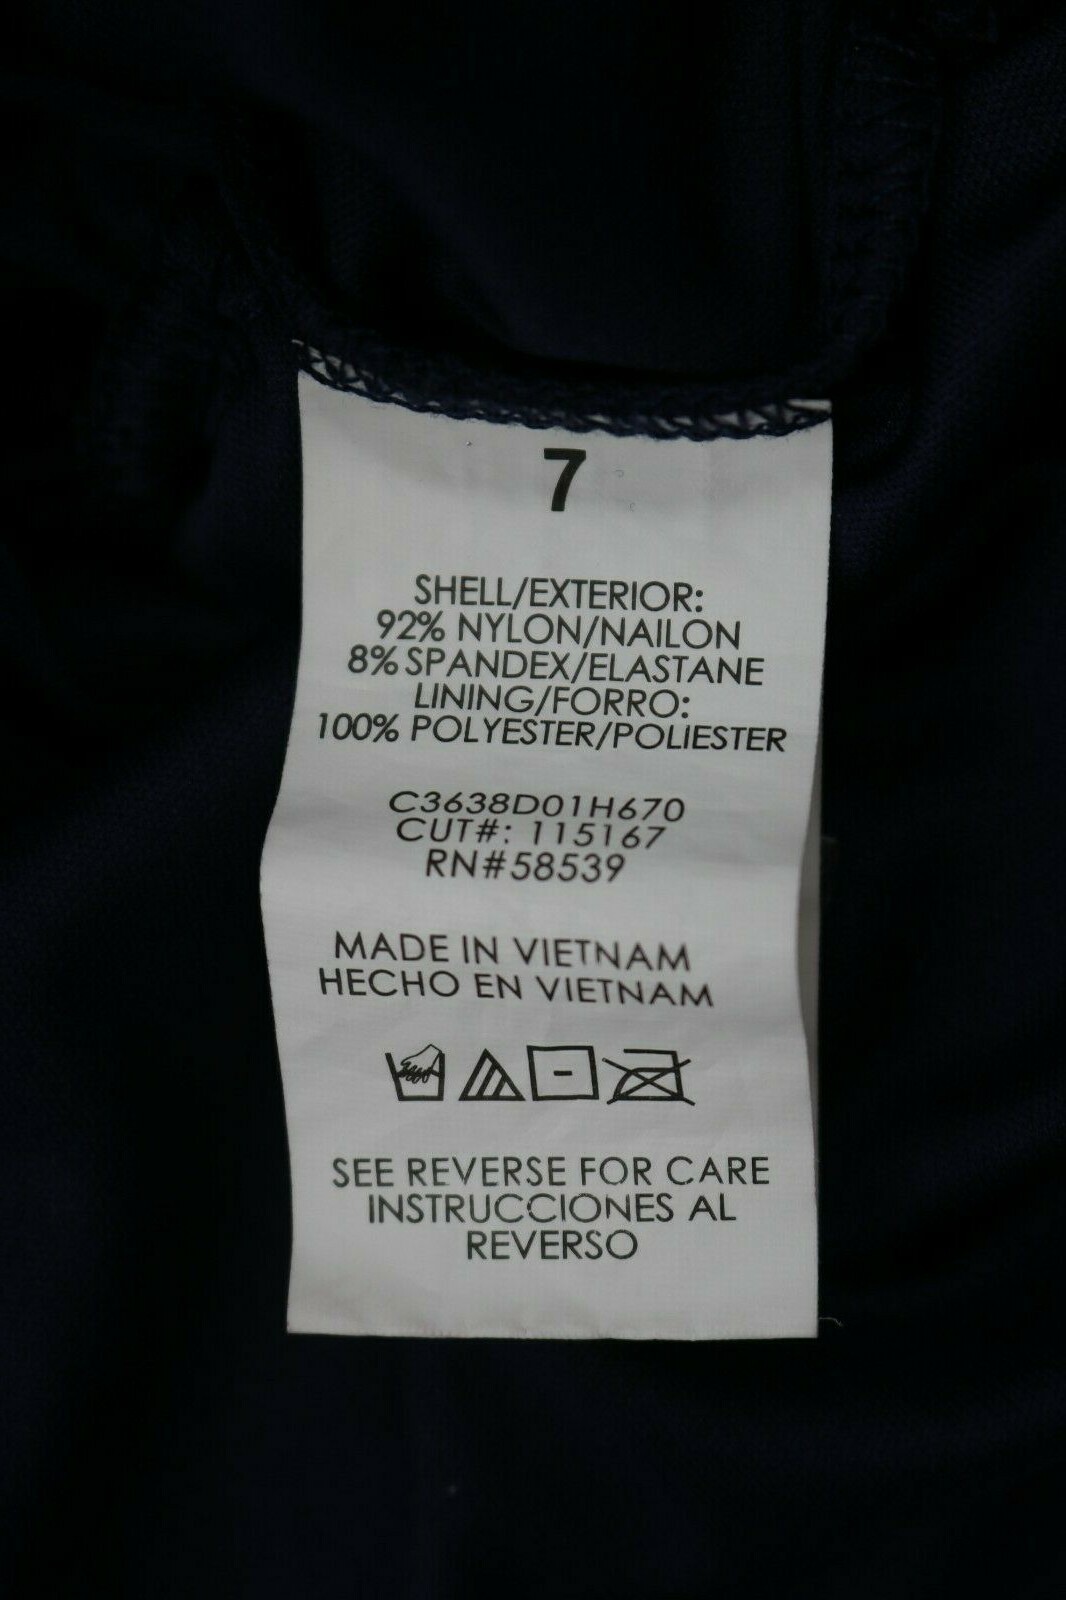 7
SHELL/EXTERIOR:
92% NYLON/NAILON
8% SPANDEX/ELASTANE
LINING/FORRO:
100% POLYESTER/POLIESTER
C3638D01H670
CUT#: 115167
RN#58539
MADE IN VIETNAM
HECHO EN VIETNAM
SEE REVERSE FOR CARE
INSTRUCCIONES AL
REVERSO